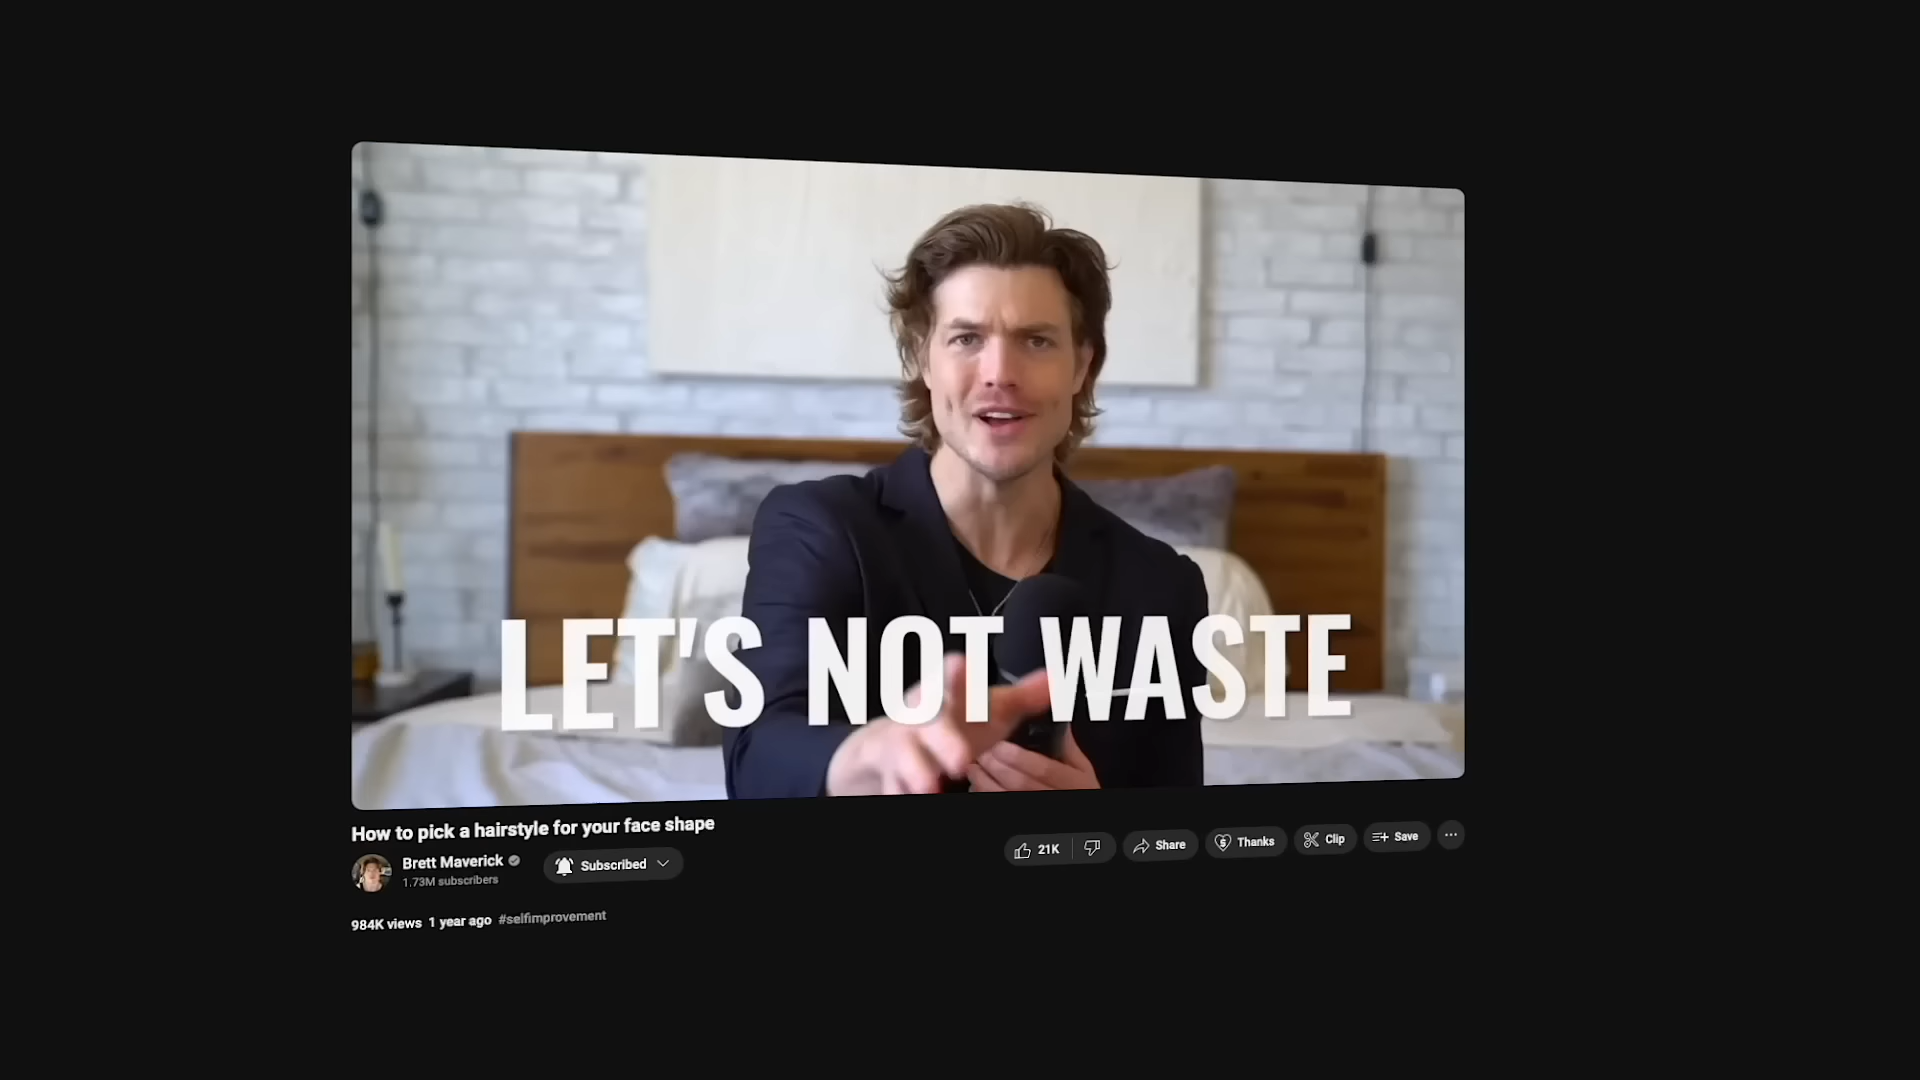 LET'S NOT WASTE
How to pick a hairstyle for your face shape
Brett Maverick
1.73M subscribers
Subscribed
21K
Share
Thanks
Clip
Save
984K views 1 year ago #selfimprovement